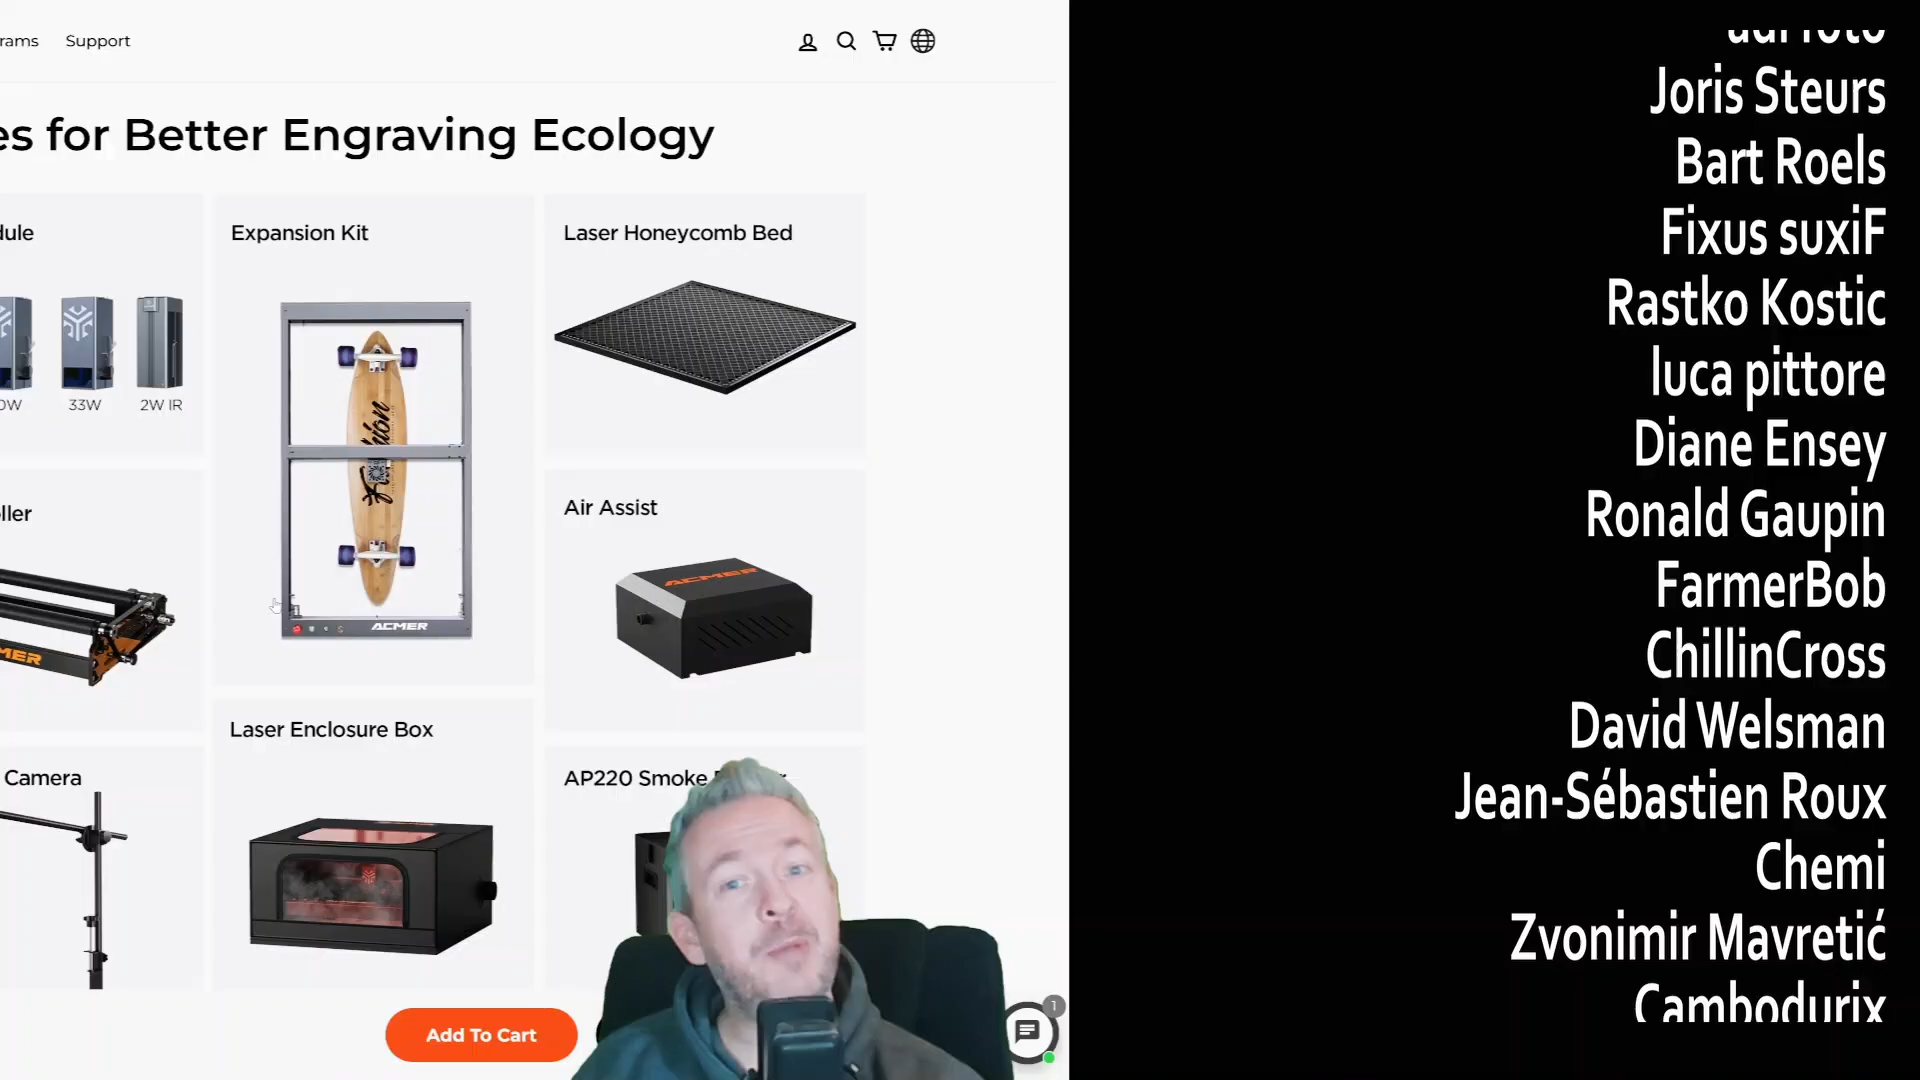 Support
es for Better Engraving Ecology
dule
Expansion Kit
Laser Honeycomb Bed
33W
2W IR
Air Assist
ACMER
ACMER
Laser Enclosure Box
Camera
AP220 Smoke
Add To Cart
1
Joris Steurs
Bart Roels
Fixus suxiF
Rastko Kostic
luca pittore
Diane Ensey
Ronald Gaupin
FarmerBob
ChillinCross
David Welsman
Jean-Sébastien Roux
Chemi
Zvonimir Mavretić
Cambodurix